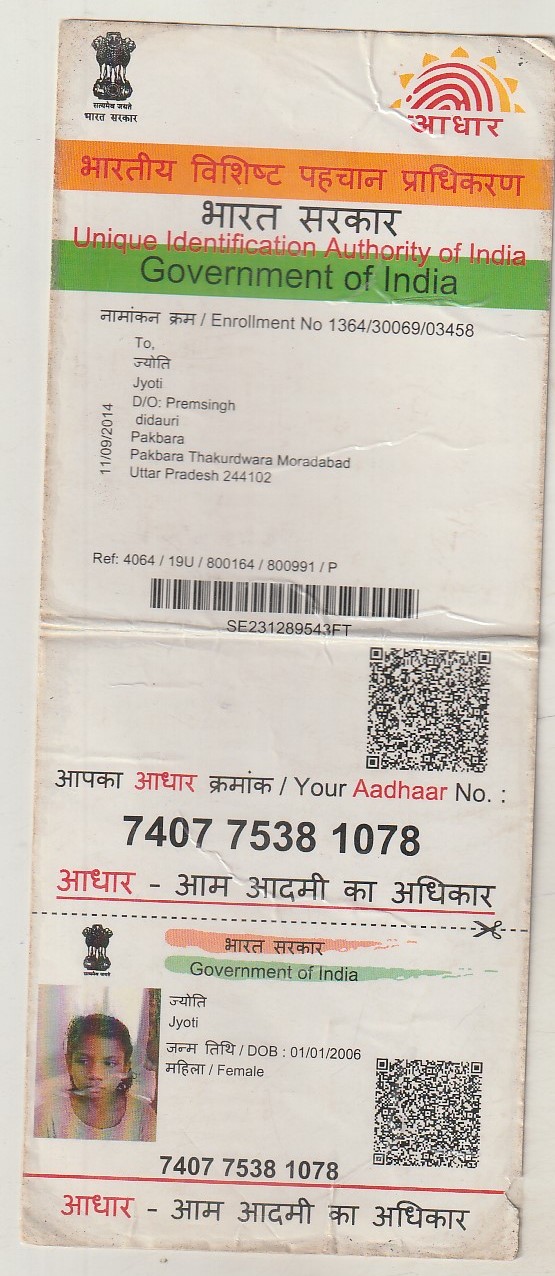 सत्यमेव जयते
भारत सरकार
आधार
भारतीय विशिष्ट पहचान प्राधिकरण
भारत सरकार
Unique Identification Authority of India
Government of India
नामांकन क्रम / Enrollment No 1364/30069/03458
To,
ज्योति
Jyoti
D/O: Premsingh
didauri
Pakbara
Pakbara Thakurdwara Moradabad
Uttar Pradesh 244102
11/09/2014
Ref: 4064 / 19U / 800164 / 800991 / P
SE231289543FT
आपका आधार क्रमांक / Your Aadhaar No. :
7407 7538 1078
आधार - आम आदमी का अधिकार
सत्यमेव जयते
भारत सरकार
Government of India
ज्योति
Jyoti
जन्म तिथि / DOB : 01/01/2006
महिला / Female
7407 7538 1078
आधार - आम आदमी का अधिकार